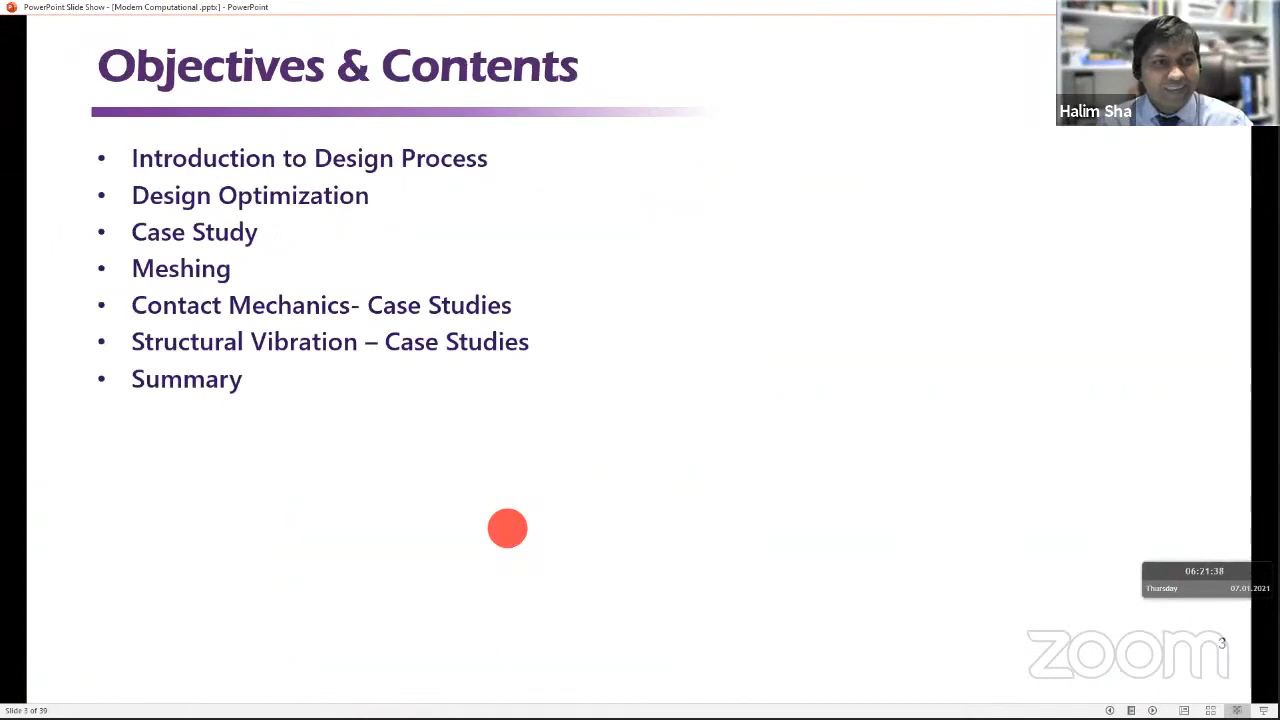 PowerPoint Slide Show - [Modern Computational .pptx] - PowerPoint
Objectives & Contents
Halim Sha
• Introduction to Design Process
• Design Optimization
• Case Study
• Meshing
• Contact Mechanics- Case Studies
• Structural Vibration – Case Studies
• Summary
06:21:38
Thursday 07.01.2021
zoom
3
Slide 3 of 39